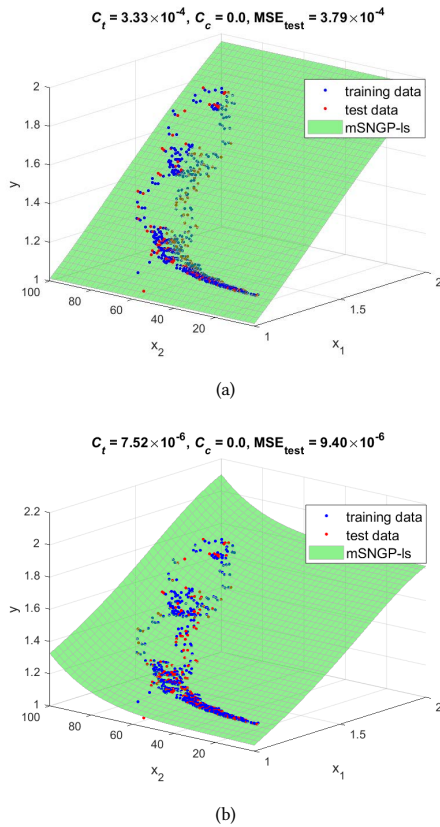 C_t = 3.33×10^-4, C_c = 0.0, MSE_test = 3.79×10^-4
training data
test data
mSNGP-ls
2
1.8
1.6
1.4
1.2
1
y
100
80
60
40
20
x_2
1
1.5
2
x_1
(a)
C_t = 7.52×10^-6, C_c = 0.0, MSE_test = 9.40×10^-6
training data
test data
mSNGP-ls
2.2
2
1.8
1.6
1.4
1.2
1
y
100
80
60
40
20
x_2
1
1.5
2
x_1
(b)